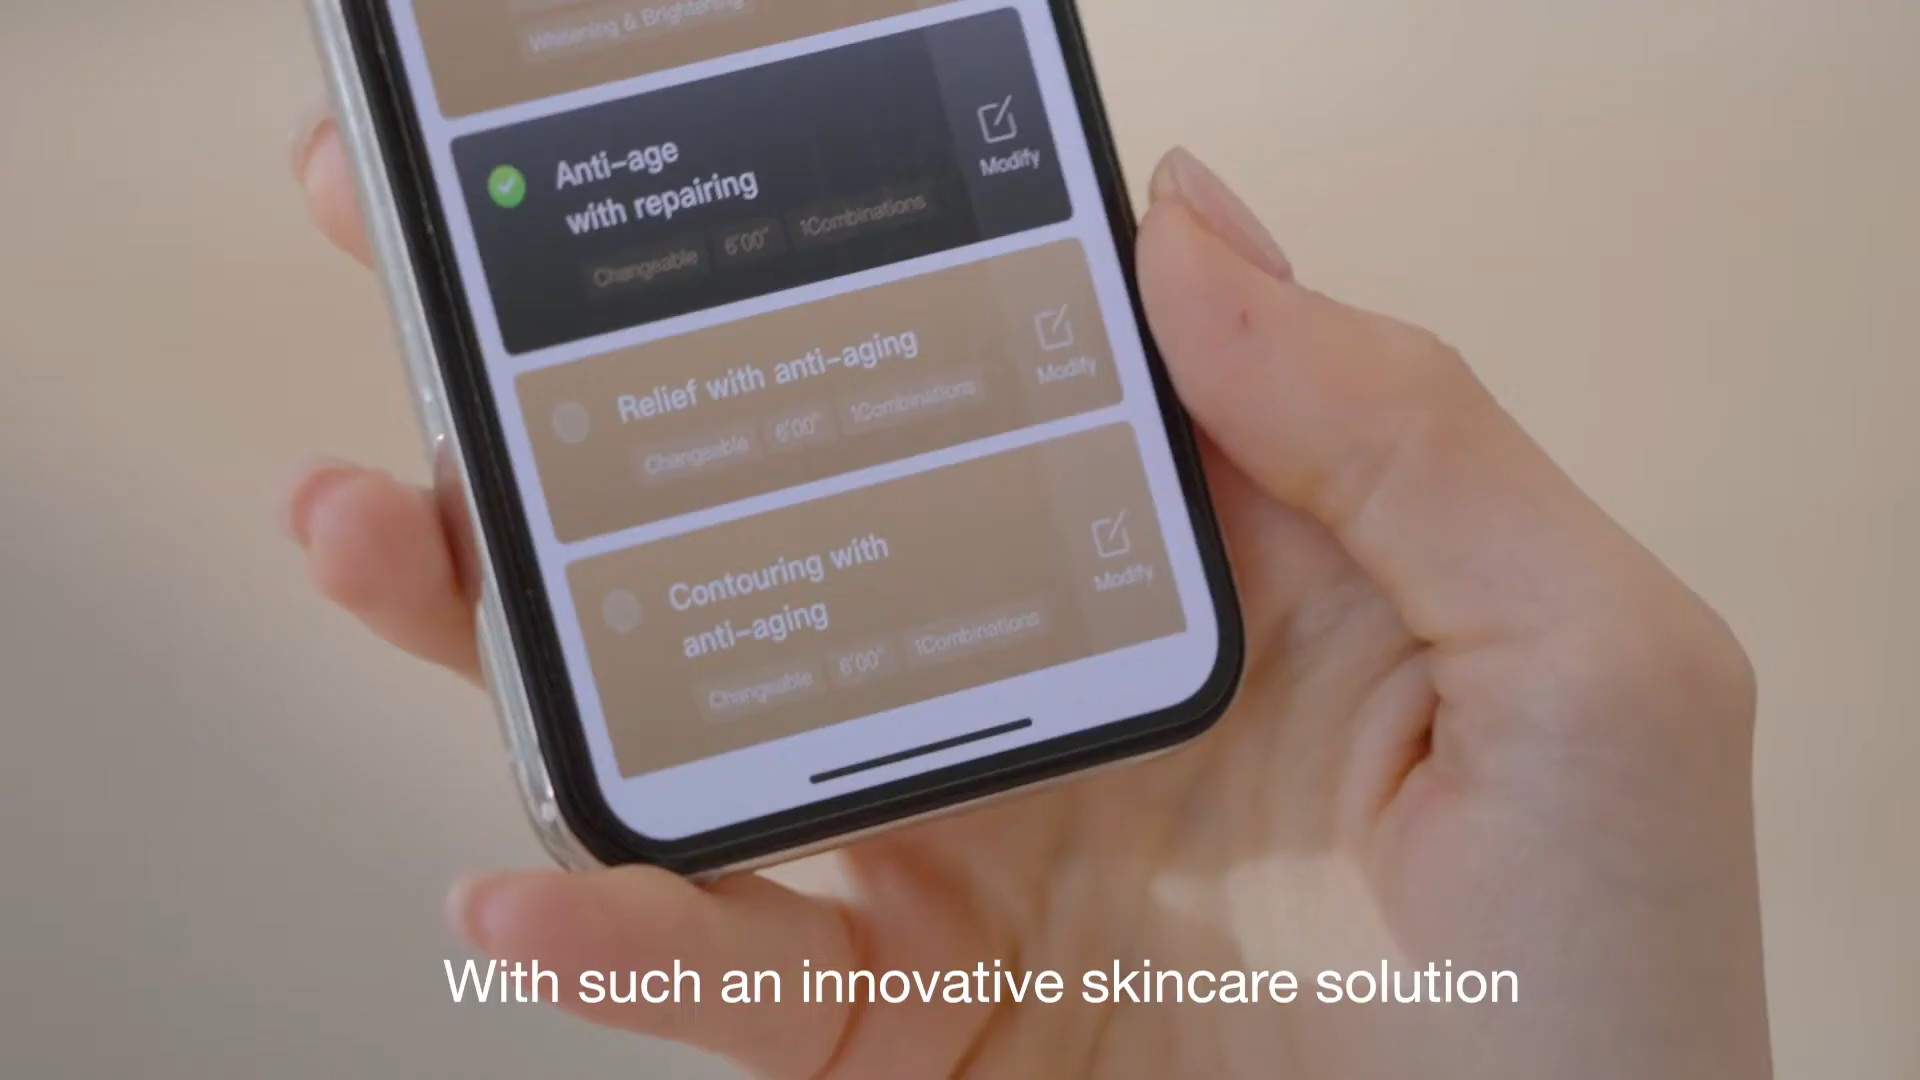 Whitening & Brightening
Anti-age
with repairing
Modify
Changeable 6'00" 1Combinations
Relief with anti-aging
Modify
Changeable 6'00" 1Combinations
Contouring with
anti-aging
Modify
Changeable 6'00" 1Combinations
With such an innovative skincare solution